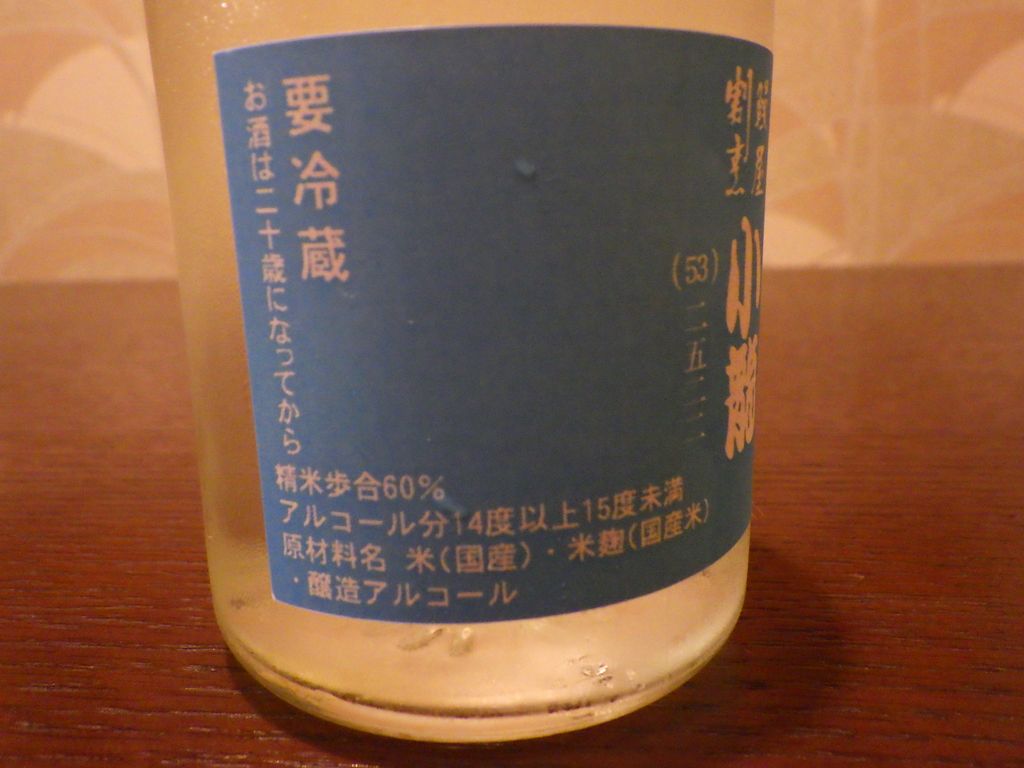 割烹
小
(53)
要冷蔵
お酒は二十歳になってから
精米歩合60%
アルコール分14度以上15度未満
原材料名 米(国産)・米麹(国産米)
・醸造アルコール